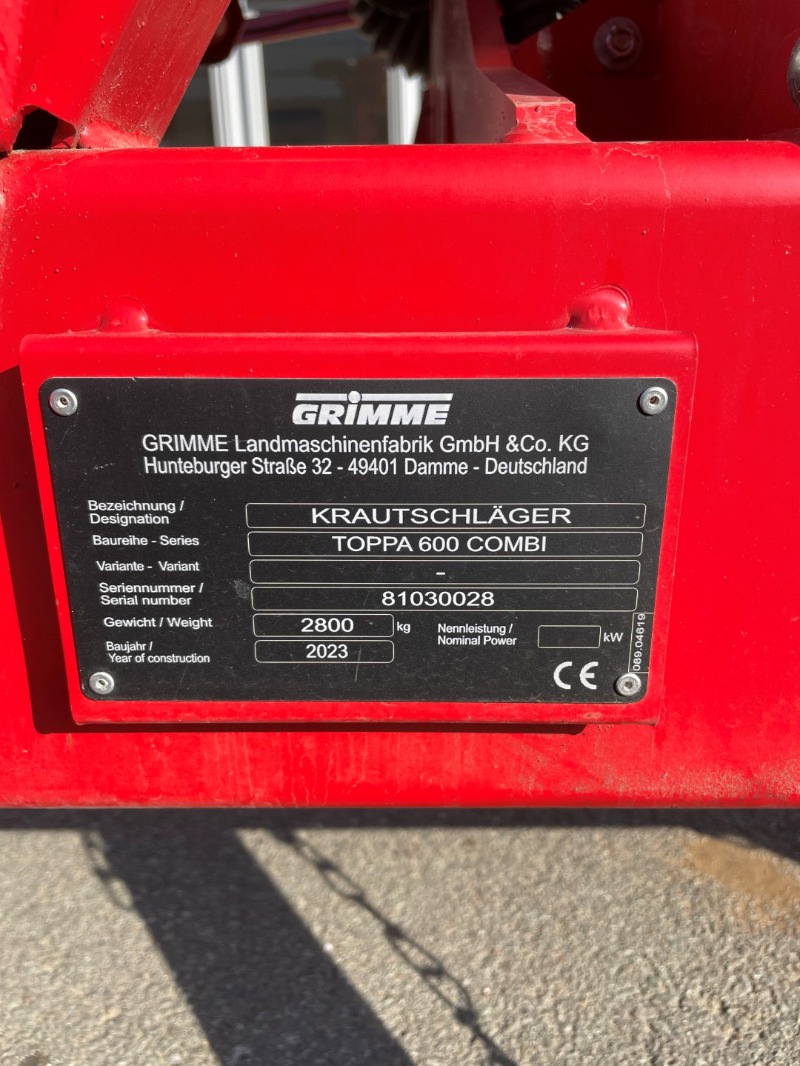 GRIMME
GRIMME Landmaschinenfabrik GmbH &Co. KG
Hunteburger Straße 32 - 49401 Damme - Deutschland
Bezeichnung /
Designation
KRAUTSCHLÄGER
Baureihe - Series
TOPPA 600 COMBI
Variante - Variant
-
Seriennummer /
Serial number
81030028
Gewicht / Weight
2800 kg
Nennleistung /
Nominal Power
kW
Baujahr /
Year of construction
2023
CE
089.04619